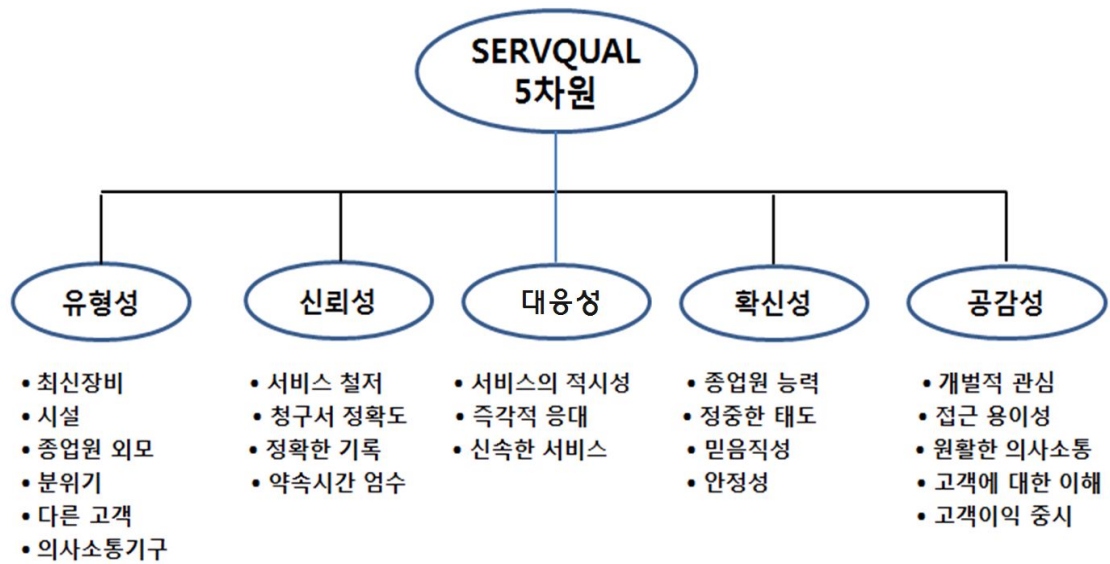 SERVQUAL
5차원
유형성
신뢰성
대응성
확신성
공감성
• 최신장비
• 시설
• 종업원 외모
• 분위기
• 다른 고객
• 의사소통기구
• 서비스 철저
• 청구서 정확도
• 정확한 기록
• 약속시간 엄수
• 서비스의 적시성
• 즉각적 응대
• 신속한 서비스
• 종업원 능력
• 정중한 태도
• 믿음직성
• 안정성
• 개벌적 관심
• 접근 용이성
• 원활한 의사소통
• 고객에 대한 이해
• 고객이익 중시